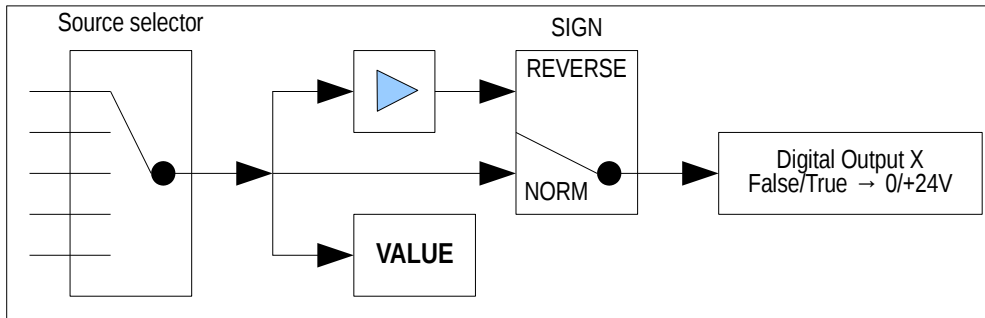 Source selector
SIGN
REVERSE
NORM
VALUE
Digital Output X
False/True → 0/+24V